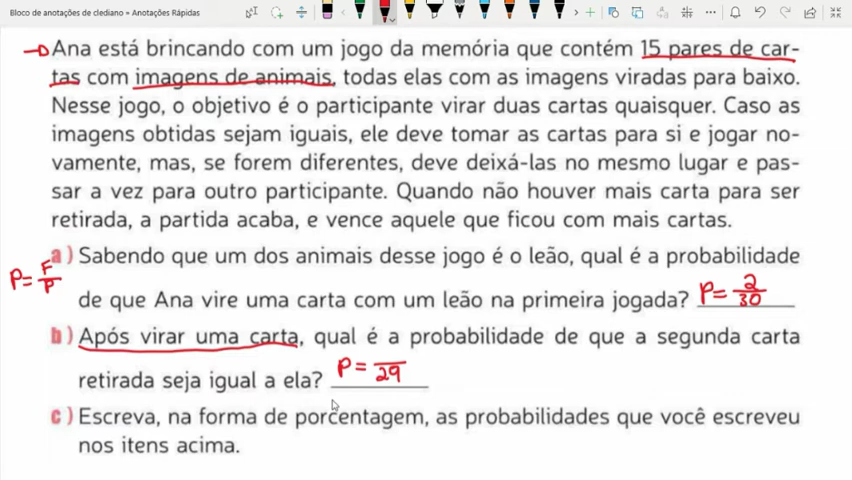 Bloco de anotações de clediano » Anotações Rápidas
Ana está brincando com um jogo da memória que contém 15 pares de car-
tas com imagens de animais, todas elas com as imagens viradas para baixo.
Nesse jogo, o objetivo é o participante virar duas cartas quaisquer. Caso as
imagens obtidas sejam iguais, ele deve tomar as cartas para si e jogar no-
vamente, mas, se forem diferentes, deve deixá-las no mesmo lugar e pas-
sar a vez para outro participante. Quando não houver mais carta para ser
retirada, a partida acaba, e vence aquele que ficou com mais cartas.
a) Sabendo que um dos animais desse jogo é o leão, qual é a probabilidade
P = F/P
de que Ana vire uma carta com um leão na primeira jogada? P = 2/30
b) Após virar uma carta, qual é a probabilidade de que a segunda carta
retirada seja igual a ela? P = /29
c) Escreva, na forma de porcentagem, as probabilidades que você escreveu
nos itens acima.